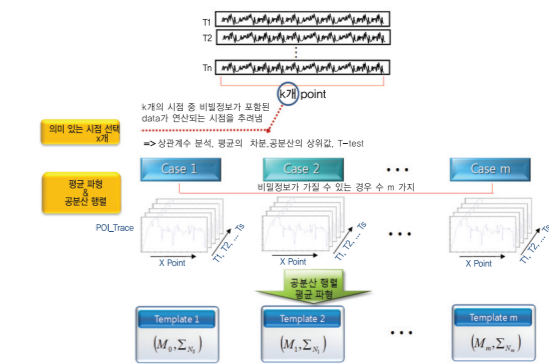 T1
T2
⋮
Tn
k개 point
k개의 시점 중 비밀정보가 포함된
data가 연산되는 시점을 추려냄
의미 있는 시점 선택
x개
=> 상관계수 분석, 평균의 차분,공분산의 상위값, T-test
Case 1
Case 2
• • •
Case m
비밀정보가 가질 수 있는 경우 수 m 가지
평균 파형
&
공분산 행렬
POI_Trace
X Point
T1, T2, ... Ts
X Point
T1, T2, ... Ts
• • •
X Point
T1, T2, ... Ts
공분산 행렬
평균 파형
Template 1
(M₀,Σ_N₀)
Template 2
(M₁,Σ_N₁)
• • •
Template m
(Mₘ,Σ_Nₘ)